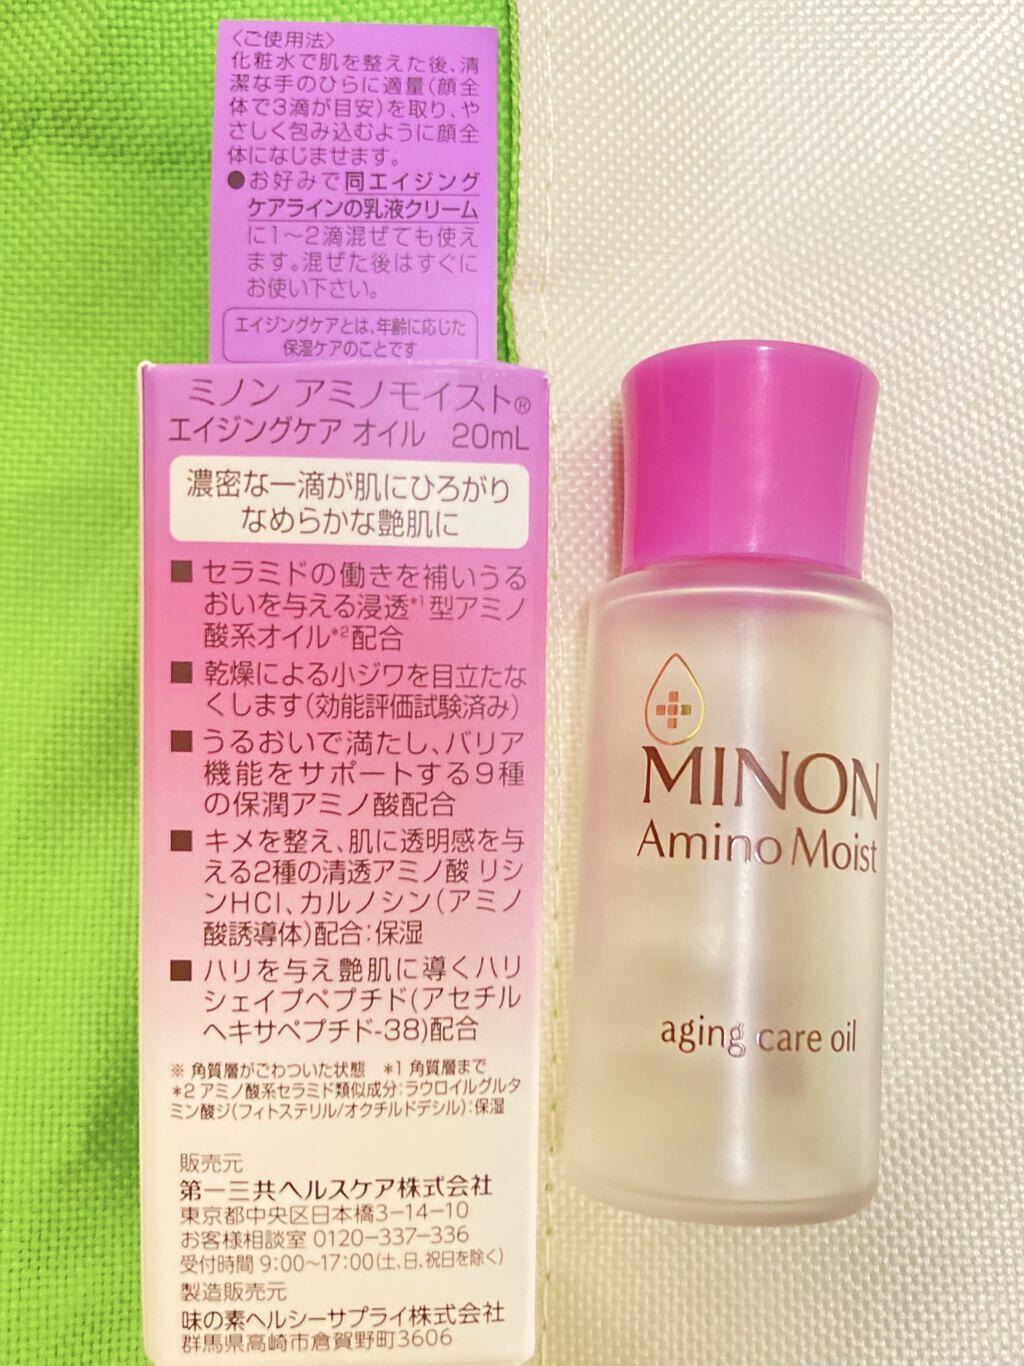 〈ご使用法〉
化粧水で肌を整えた後、清
潔な手のひらに適量(顔全
体で3滴が目安)を取り、や
さしく包み込むように顔全
体になじませます。
●お好みで同エイジング
ケアラインの乳液クリーム
に1〜2滴混ぜても使え
ます。混ぜた後はすぐに
お使い下さい。
エイジングケアとは、年齢に応じた
保湿ケアのことです
ミノン アミノモイスト®
エイジングケア オイル 20mL
濃密な一滴が肌にひろがり
なめらかな艶肌に
■ セラミドの働きを補いうる
おいを与える浸透*1型アミノ
酸系オイル*2配合
■ 乾燥による小ジワを目立たな
くします(効能評価試験済み)
■ うるおいで満たし、バリア
機能をサポートする9種
の保潤アミノ酸配合
■ キメを整え、肌に透明感を与
える2種の清透アミノ酸 リシ
ンHCl、カルノシン(アミノ
酸誘導体)配合:保湿
■ ハリを与え艶肌に導くハリ
シェイプペプチド(アセチル
ヘキサペプチド-38)配合
※ 角質層がごわついた状態 *1 角質層まで
*2 アミノ酸系セラミド類似成分:ラウロイルグルタ
ミン酸ジ(フィトステリル/オクチルドデシル):保湿
販売元
第一三共ヘルスケア株式会社
東京都中央区日本橋3-14-10
お客様相談室 0120-337-336
受付時間 9:00〜17:00(土、日、祝日を除く)
製造販売元
味の素ヘルシーサプライ株式会社
群馬県高崎市倉賀野町3606
MINON
Amino Moist
aging care oil